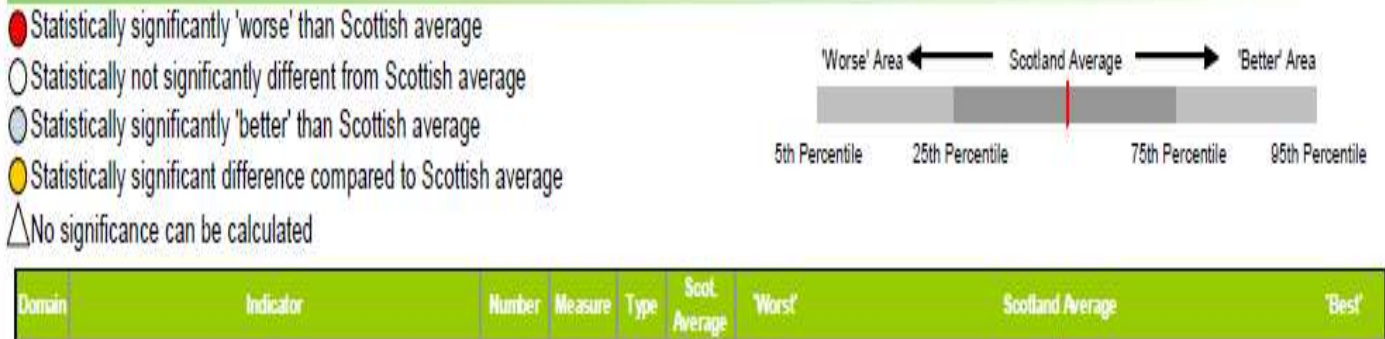 Statistically significantly 'worse' than Scottish average
Statistically not significantly different from Scottish average
Statistically significantly 'better' than Scottish average
Statistically significant difference compared to Scottish average
No significance can be calculated
'Worse' Area Scotland Average 'Better' Area
5th Percentile 25th Percentile 75th Percentile 95th Percentile
Domain Indicator Number Measure Type Scot. Average 'Worst' Scotland Average 'Best'